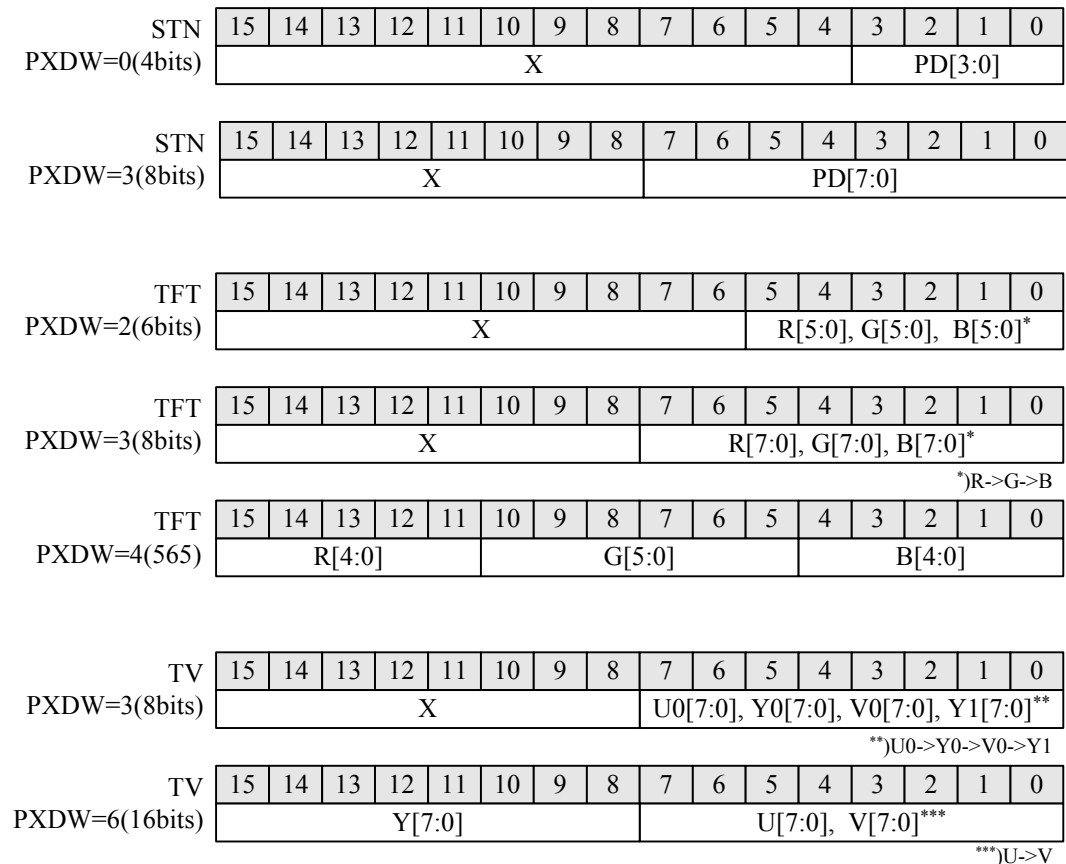 STN 15 14 13 12 11 10 9 8 7 6 5 4 3 2 1 0
PXDW=0(4bits) X PD[3:0]
STN 15 14 13 12 11 10 9 8 7 6 5 4 3 2 1 0
PXDW=3(8bits) X PD[7:0]
TFT 15 14 13 12 11 10 9 8 7 6 5 4 3 2 1 0
PXDW=2(6bits) X R[5:0], G[5:0], B[5:0]*
TFT 15 14 13 12 11 10 9 8 7 6 5 4 3 2 1 0
PXDW=3(8bits) X R[7:0], G[7:0], B[7:0]*
*)R->G->B
TFT 15 14 13 12 11 10 9 8 7 6 5 4 3 2 1 0
PXDW=4(565) R[4:0] G[5:0] B[4:0]
TV 15 14 13 12 11 10 9 8 7 6 5 4 3 2 1 0
PXDW=3(8bits) X U0[7:0], Y0[7:0], V0[7:0], Y1[7:0]**
**)U0->Y0->V0->Y1
TV 15 14 13 12 11 10 9 8 7 6 5 4 3 2 1 0
PXDW=6(16bits) Y[7:0] U[7:0], V[7:0]***
***)U->V